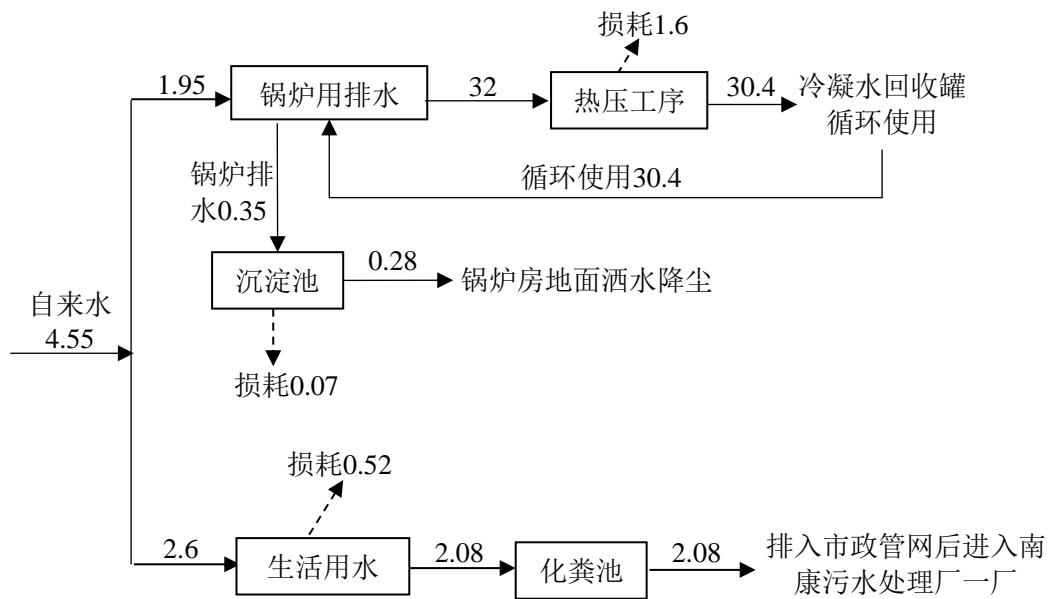 损耗1.6
1.95
锅炉用排水
32
热压工序
30.4
冷凝水回收罐
循环使用
循环使用30.4
锅炉排
水0.35
沉淀池
0.28
锅炉房地面洒水降尘
自来水
4.55
损耗0.07
损耗0.52
2.6
生活用水
2.08
化粪池
2.08
排入市政管网后进入南
康污水处理厂一厂